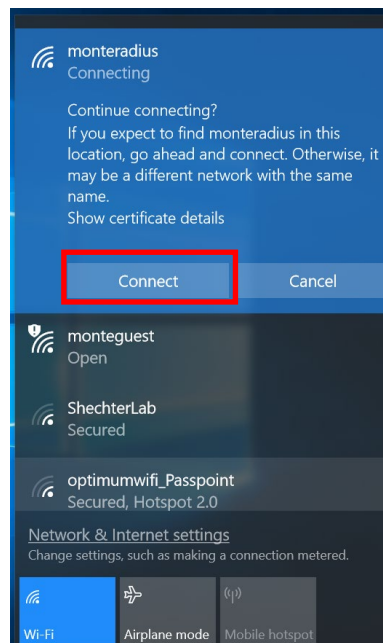 monteradius
Connecting
Continue connecting?
If you expect to find monteradius in this
location, go ahead and connect. Otherwise, it
may be a different network with the same
name.
Show certificate details
Connect Cancel
monteguest
Open
ShechterLab
Secured
optimumwifi_Passpoint
Secured, Hotspot 2.0
Network & Internet settings
Change settings, such as making a connection metered.
Wi-Fi Airplane mode Mobile hotspot